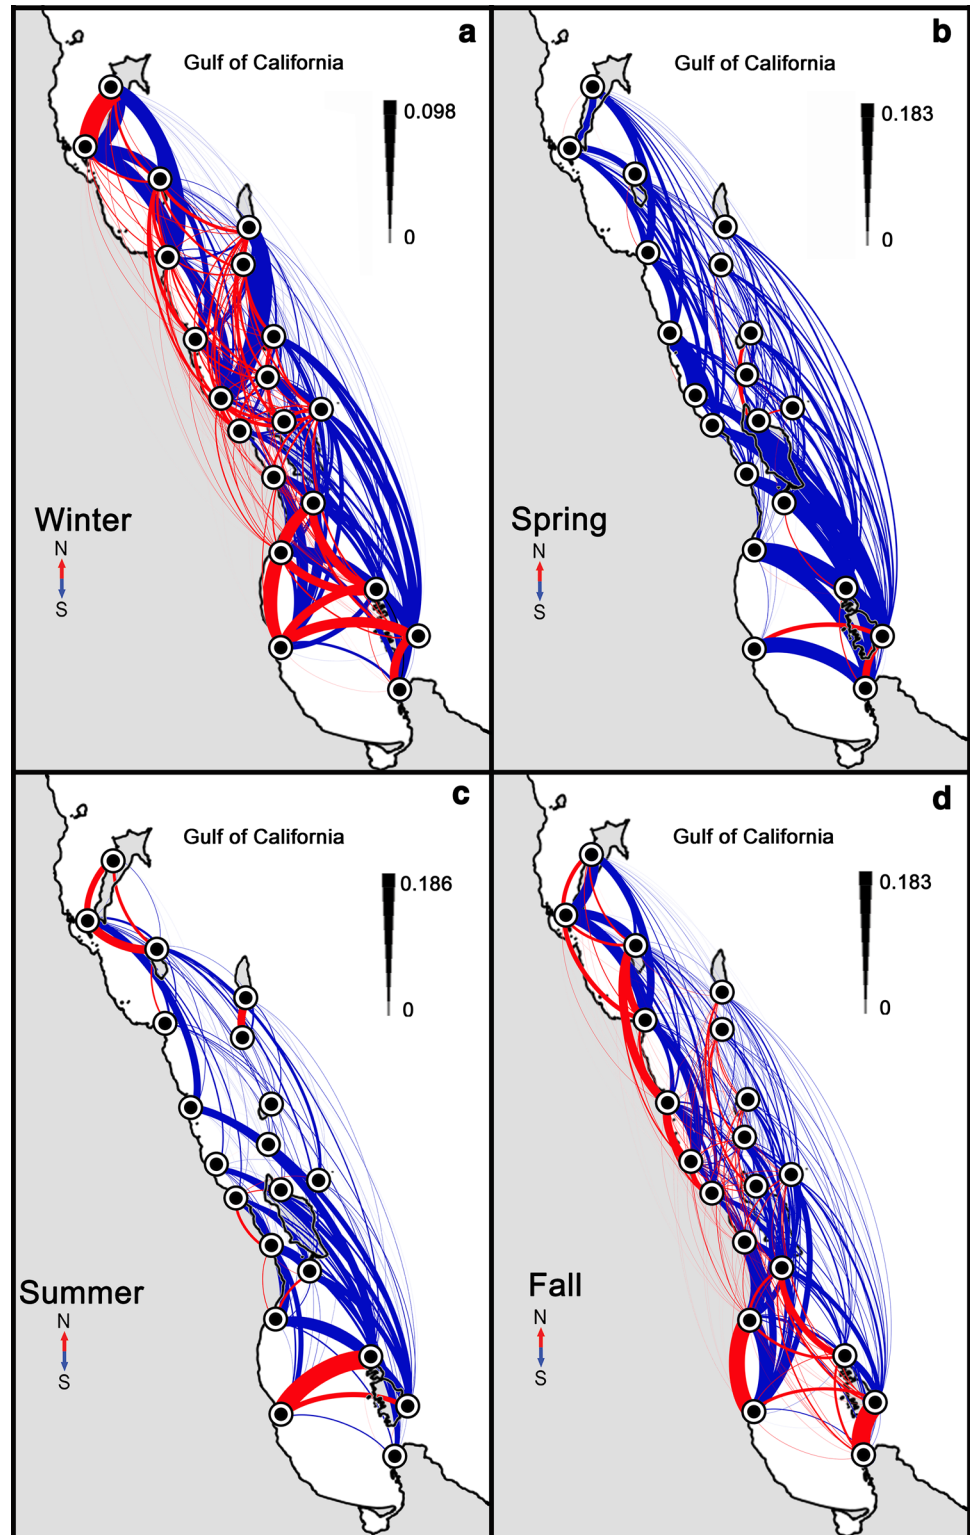 a
Gulf of California
0.098
0
Winter
N
S
b
Gulf of California
0.183
0
Spring
N
S
c
Gulf of California
0.186
0
Summer
N
S
d
Gulf of California
0.183
0
Fall
N
S